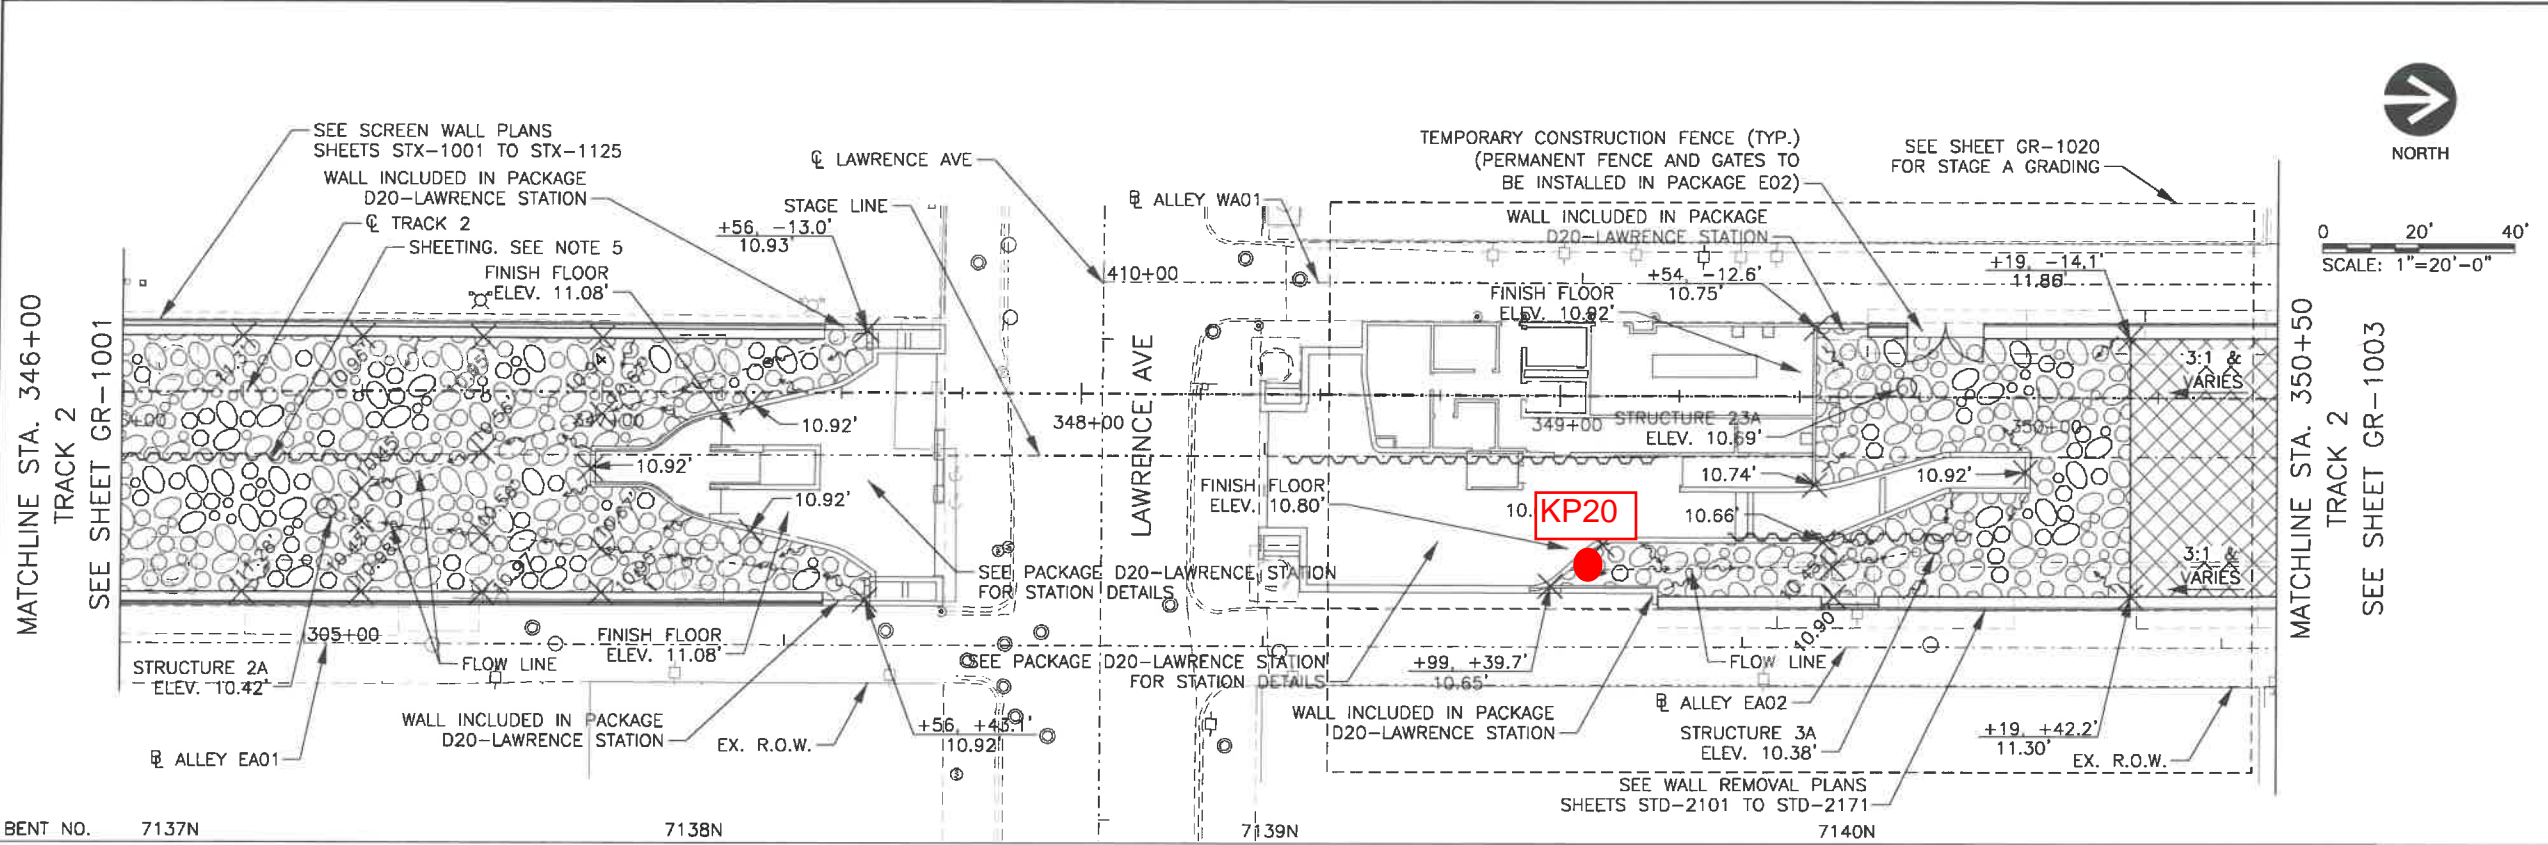 SEE SCREEN WALL PLANS
SHEETS STX-1001 TO STX-1125
WALL INCLUDED IN PACKAGE
D20-LAWRENCE STATION
℄ TRACK 2
SHEETING. SEE NOTE 5
FINISH FLOOR
ELEV. 11.08'
+56, -13.0'
10.93'
STAGE LINE
℄ LAWRENCE AVE
ALLEY WA01
410+00
TEMPORARY CONSTRUCTION FENCE (TYP.)
(PERMANENT FENCE AND GATES TO
BE INSTALLED IN PACKAGE E02)
WALL INCLUDED IN PACKAGE
D20-LAWRENCE STATION
SEE SHEET GR-1020
FOR STAGE A GRADING
NORTH
0 20' 40'
SCALE: 1"=20'-0"
+54, -12.6'
10.75'
+19, -14.1'
11.86'
FINISH FLOOR
ELEV. 10.92'
MATCHLINE STA. 346+00
TRACK 2
SEE SHEET GR-1001
LAWRENCE AVE
MATCHLINE STA. 350+50
TRACK 2
SEE SHEET GR-1003
3:1 &
VARIES
10.92'
348+00
349+00
STRUCTURE 23A
ELEV. 10.69'
350+00
10.92'
10.92'
10.74'
10.92'
FINISH FLOOR
ELEV. 10.80'
10.
KP20
10.66'
10.45'
3:1 &
VARIES
SEE PACKAGE D20-LAWRENCE STATION
FOR STATION DETAILS
305+00
FINISH FLOOR
ELEV. 11.08'
STRUCTURE 2A
ELEV. 10.42'
FLOW LINE
SEE PACKAGE D20-LAWRENCE STATION
FOR STATION DETAILS
+99, +39.7'
10.65'
10.90
FLOW LINE
WALL INCLUDED IN PACKAGE
D20-LAWRENCE STATION
EX. R.O.W.
+56, +43.1'
10.92'
WALL INCLUDED IN PACKAGE
D20-LAWRENCE STATION
ALLEY EA02
STRUCTURE 3A
ELEV. 10.38'
+19, +42.2'
11.30'
EX. R.O.W.
ALLEY EA01
SEE WALL REMOVAL PLANS
SHEETS STD-2101 TO STD-2171
BENT NO. 7137N 7138N 7139N 7140N